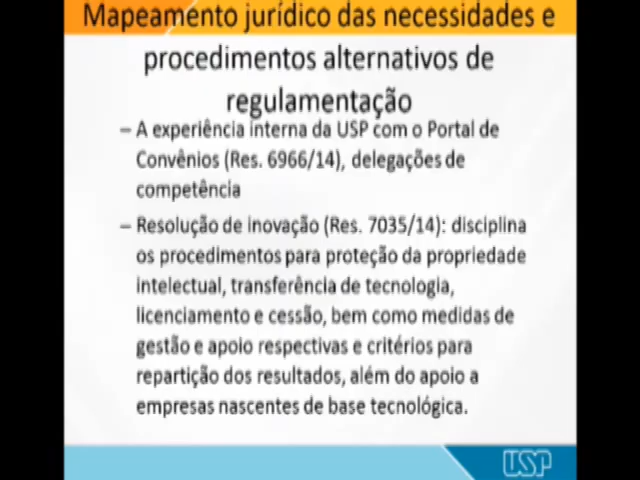 Mapeamento jurídico das necessidades e
procedimentos alternativos de
regulamentação
– A experiência interna da USP com o Portal de
Convênios (Res. 6966/14), delegações de
competência
– Resolução de inovação (Res. 7035/14): disciplina
os procedimentos para proteção da propriedade
intelectual, transferência de tecnologia,
licenciamento e cessão, bem como medidas de
gestão e apoio respectivas e critérios para
repartição dos resultados, além do apoio a
empresas nascentes de base tecnológica.
USP